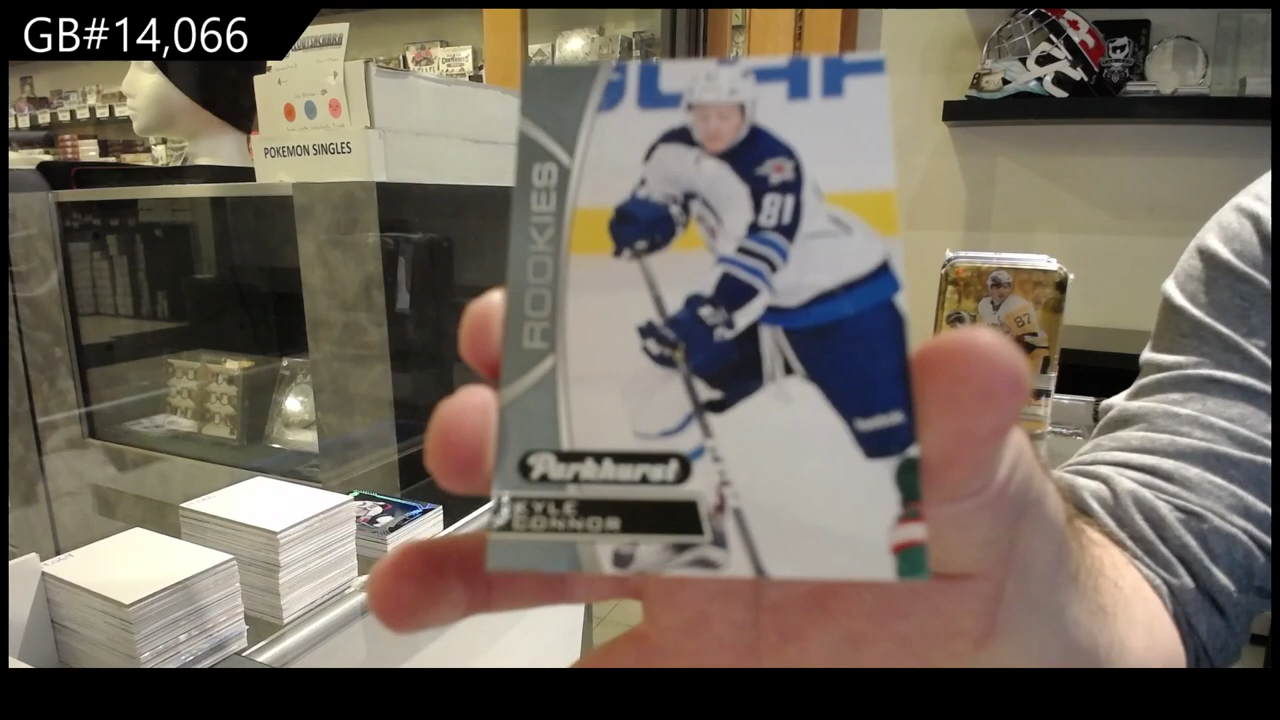 GB#14,066
POKEMON SINGLES
ROOKIES
81
87
Reebok
Parkhurst
KYLE
CONNOR